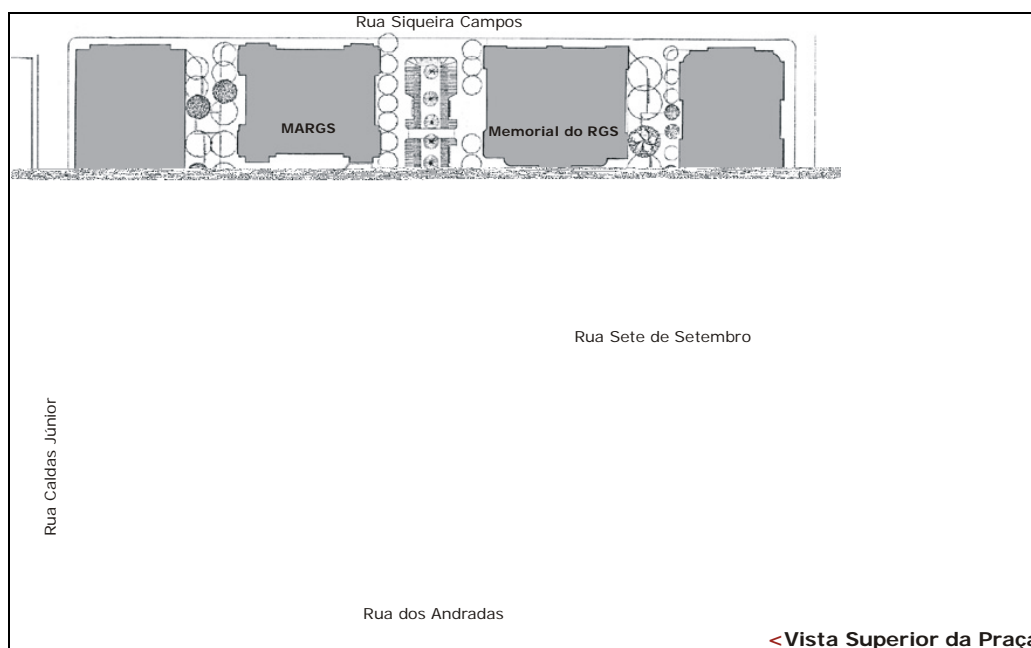 Rua Siqueira Campos
MARGS
Memorial do RGS
Rua Sete de Setembro
Rua Caldas Júnior
Rua dos Andradas
<Vista Superior da Praça